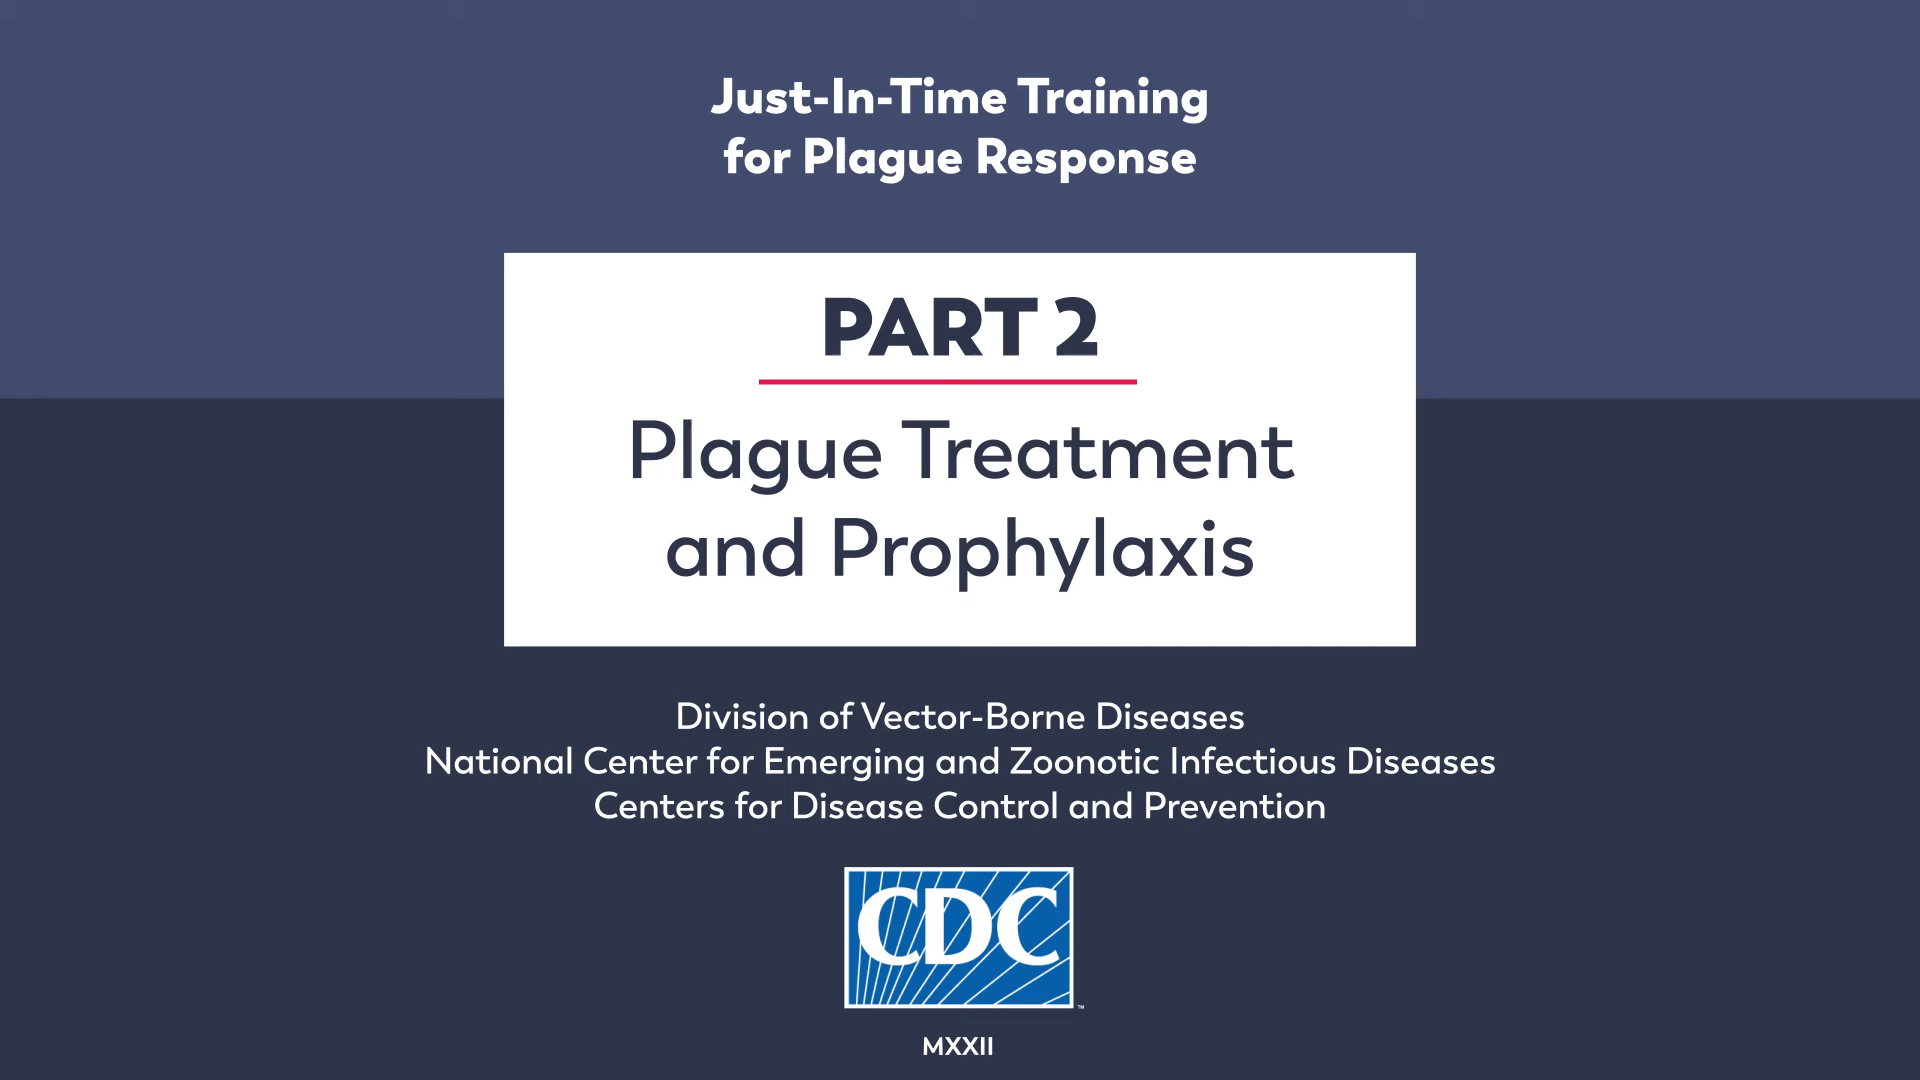 Just-In-Time Training
for Plague Response
PART 2
Plague Treatment
and Prophylaxis
Division of Vector-Borne Diseases
National Center for Emerging and Zoonotic Infectious Diseases
Centers for Disease Control and Prevention
CDC
™
MXXII